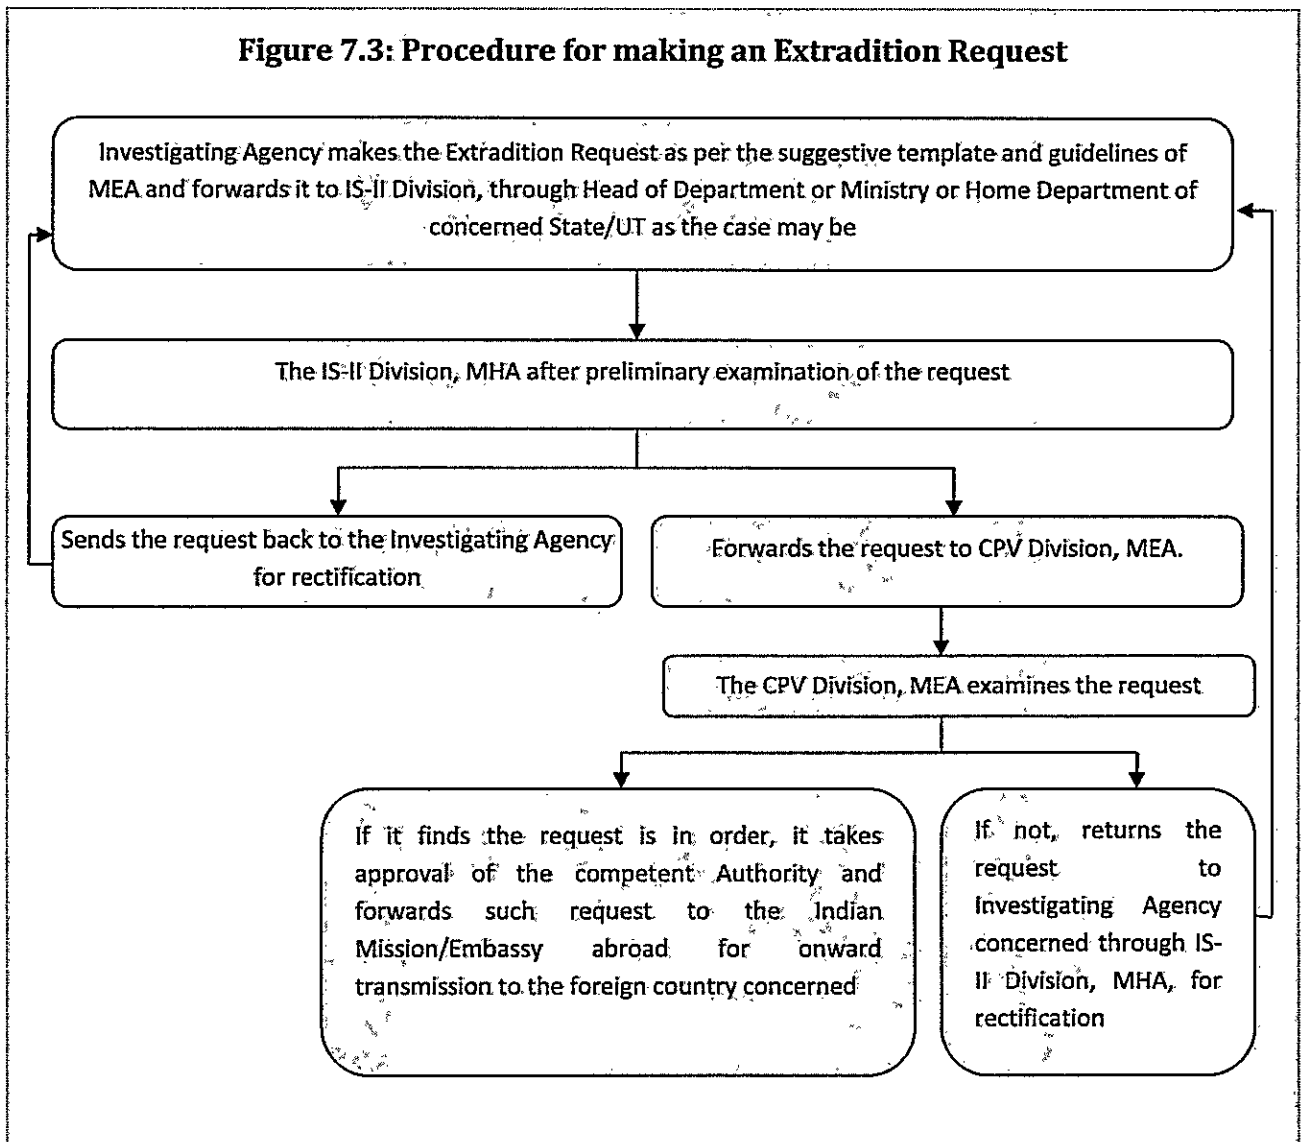 Figure 7.3: Procedure for making an Extradition Request
Investigating Agency makes the Extradition Request as per the suggestive template and guidelines of
MEA and forwards it to IS-II Division, through Head of Department or Ministry or Home Department of
concerned State/UT as the case may be
The IS-II Division, MHA after preliminary examination of the request
Sends the request back to the Investigating Agency
for rectification
Forwards the request to CPV Division, MEA.
The CPV Division, MEA examines the request
If it finds the request is in order, it takes
approval of the competent Authority and
forwards such request to the Indian
Mission/Embassy abroad for onward
transmission to the foreign country concerned
If not, returns the
request to
Investigating Agency
concerned through IS-
II Division, MHA, for
rectification